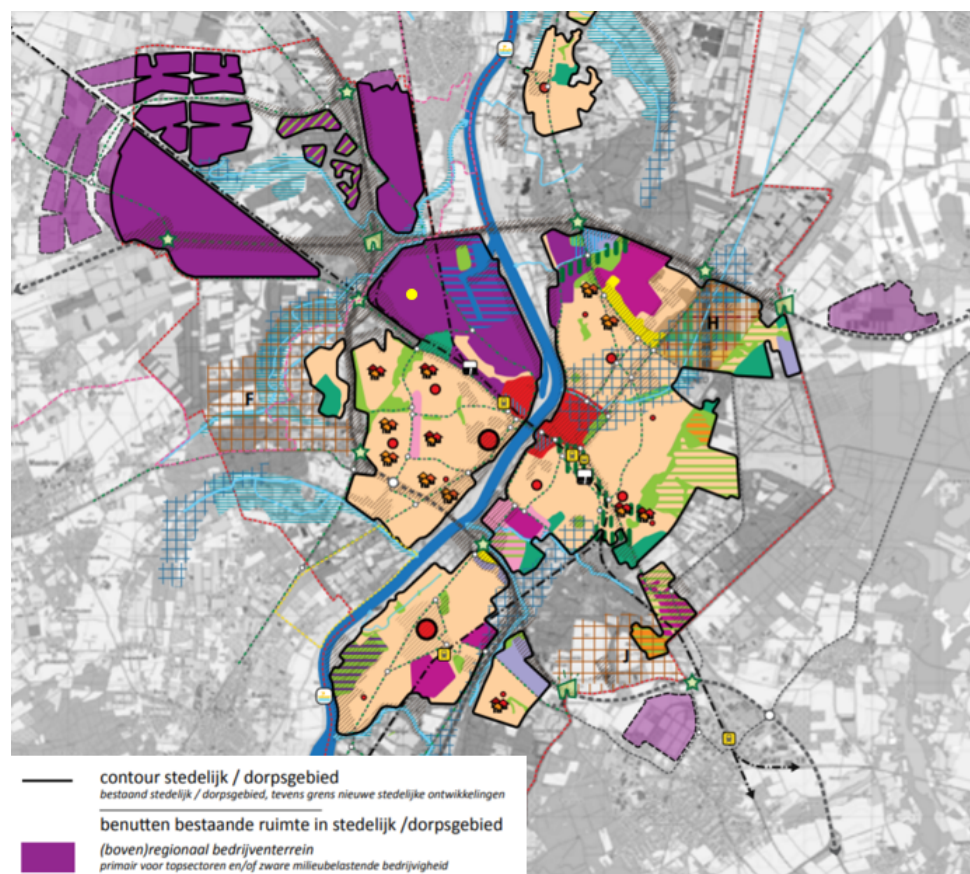 H
F
J
contour stedelijk / dorpsgebied
bestaand stedelijk / dorpsgebied, tevens grens nieuwe stedelijke ontwikkelingen
benutten bestaande ruimte in stedelijk /dorpsgebied
(boven)regionaal bedrijventerrein
primair voor topsectoren en/of zware milieubelastende bedrijvigheid